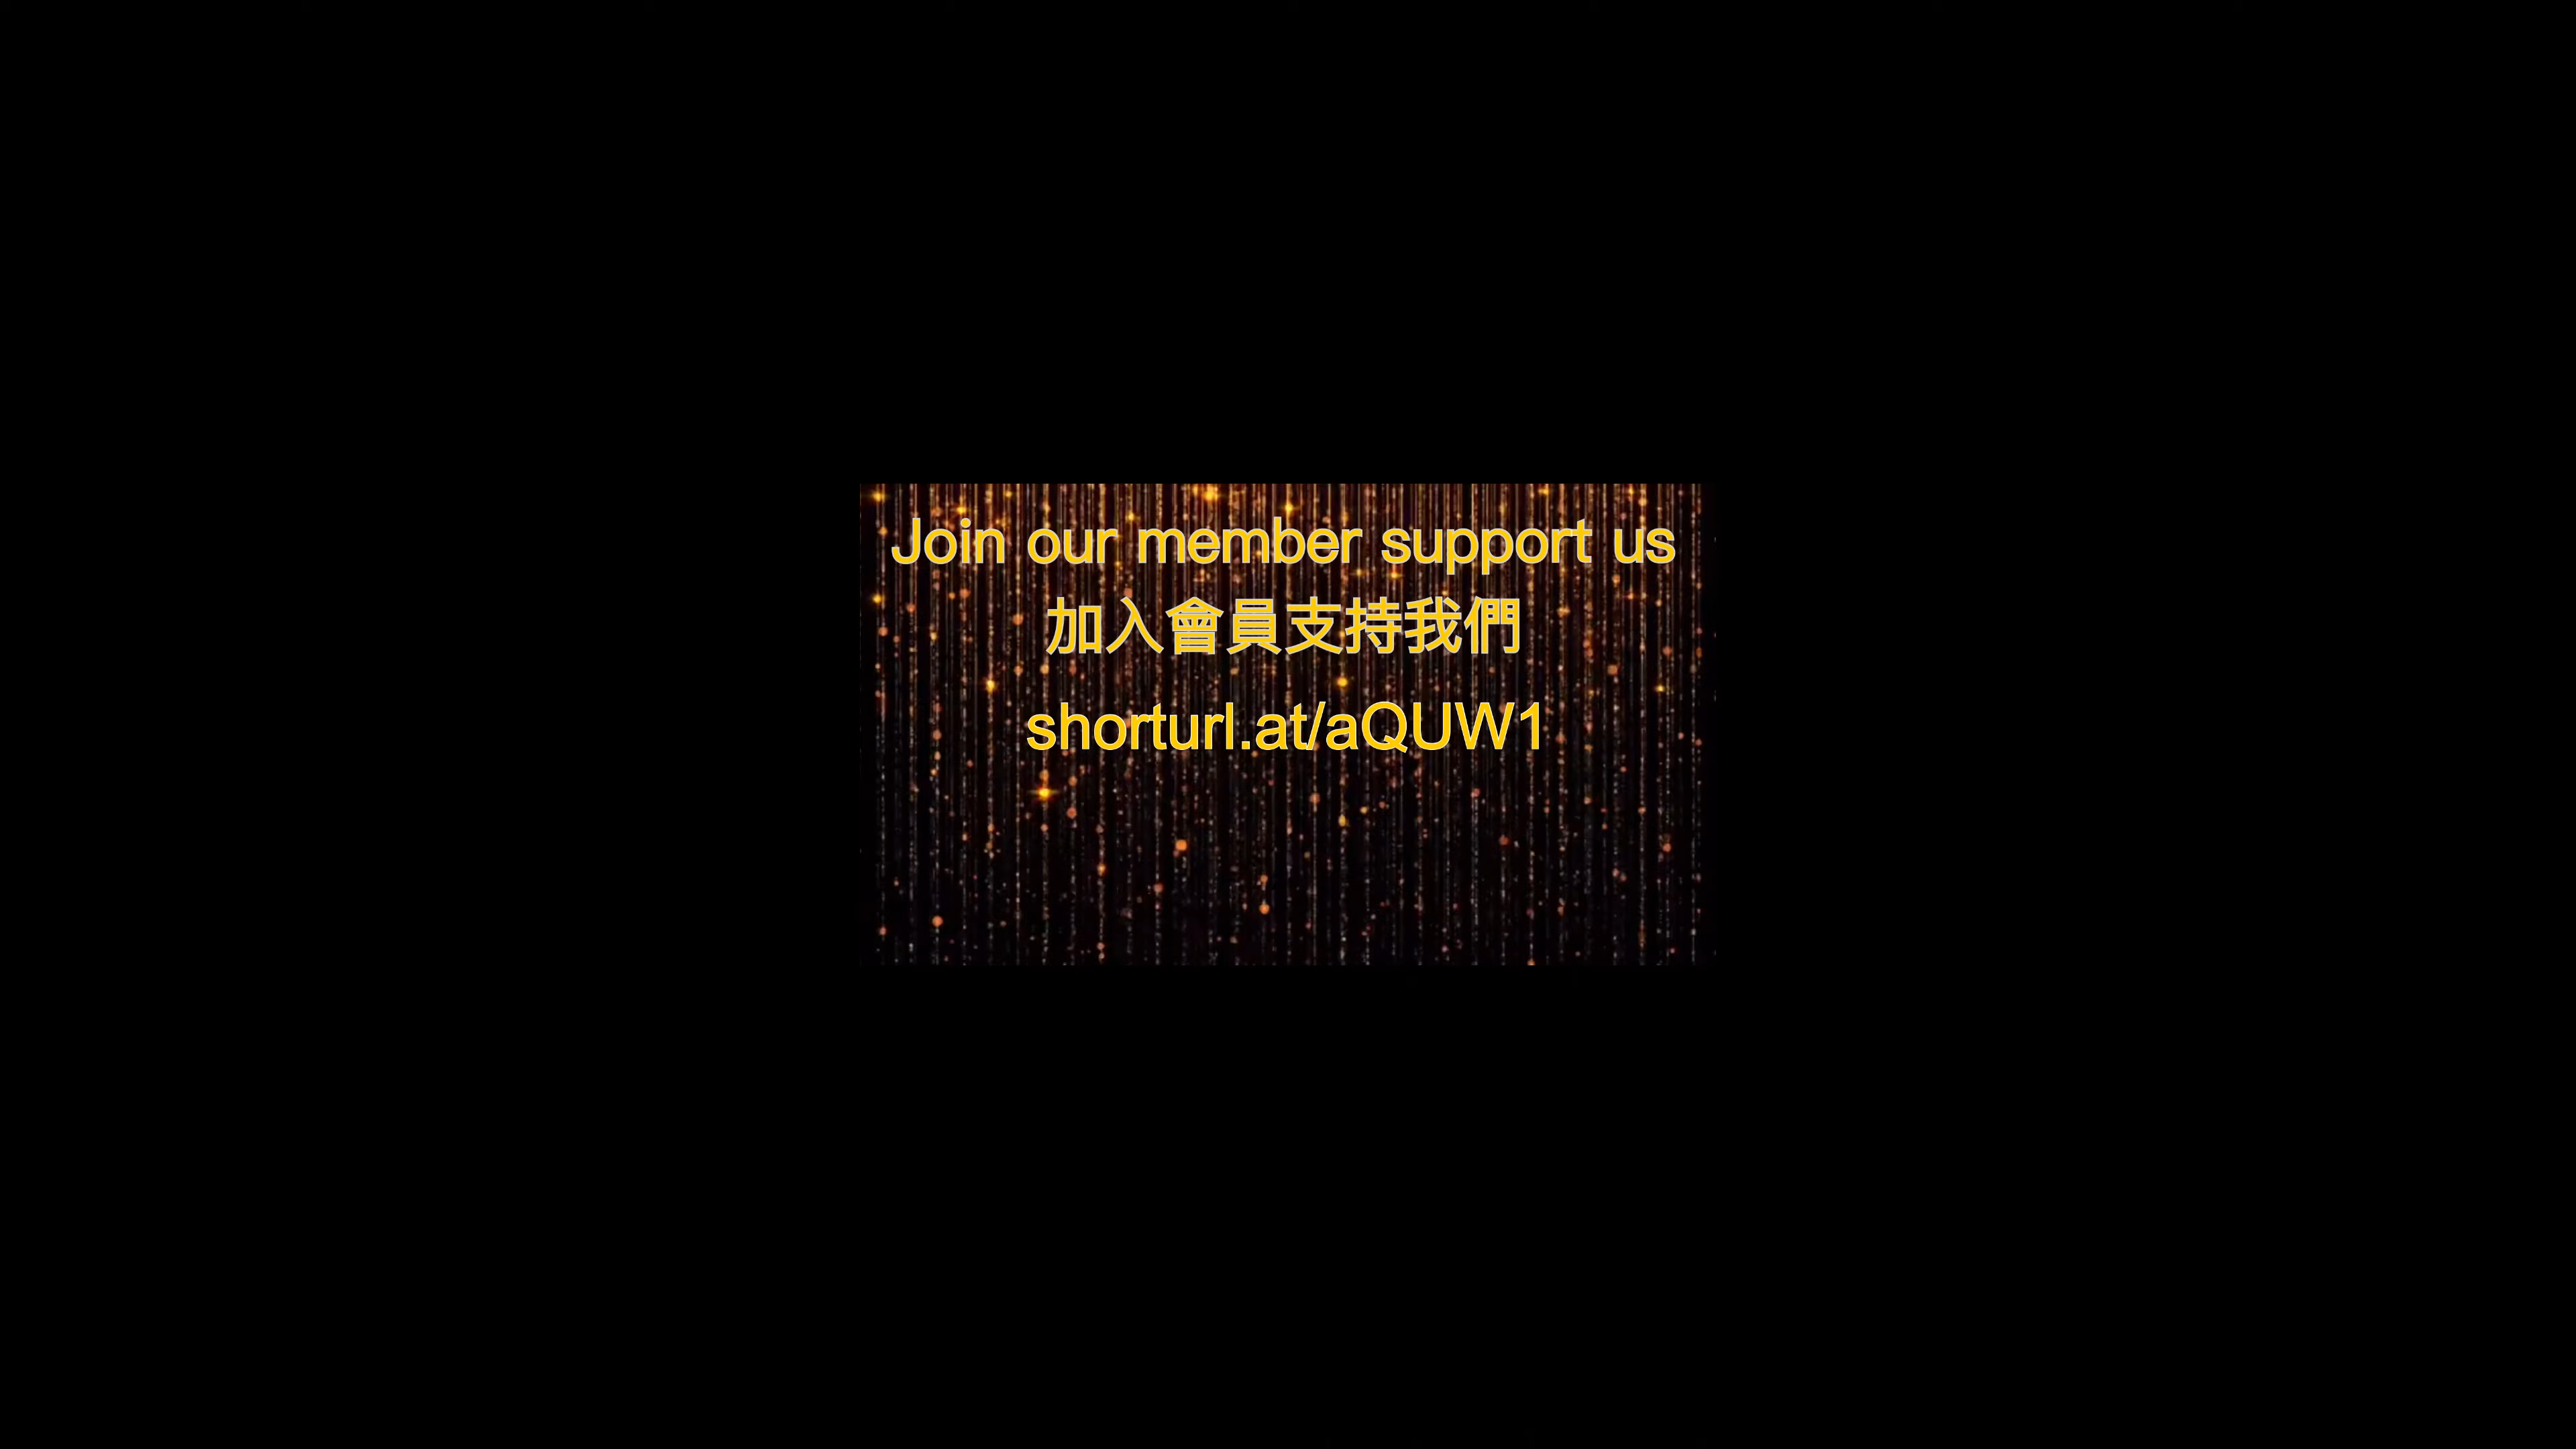 Join our member support us
加入會員支持我們
shorturl.at/aQUW1